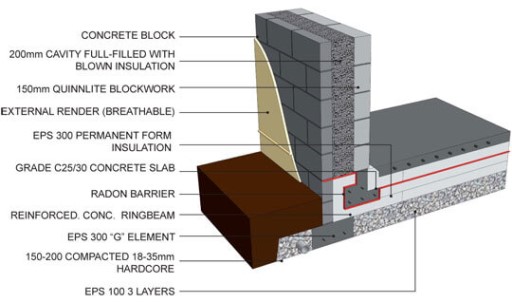 CONCRETE BLOCK
200mm CAVITY FULL-FILLED WITH
BLOWN INSULATION
150mm QUINNLITE BLOCKWORK
EXTERNAL RENDER (BREATHABLE)
EPS 300 PERMANENT FORM
INSULATION
GRADE C25/30 CONCRETE SLAB
RADON BARRIER
REINFORCED. CONC. RINGBEAM
EPS 300 "G" ELEMENT
150-200 COMPACTED 18-35mm
HARDCORE
EPS 100 3 LAYERS